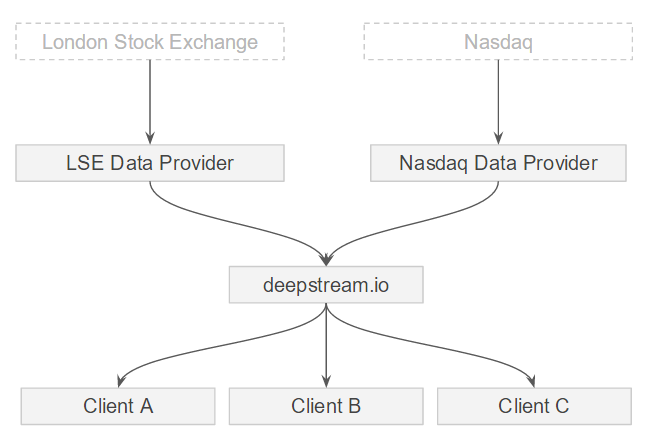 London Stock Exchange
Nasdaq
LSE Data Provider
Nasdaq Data Provider
deepstream.io
Client A
Client B
Client C